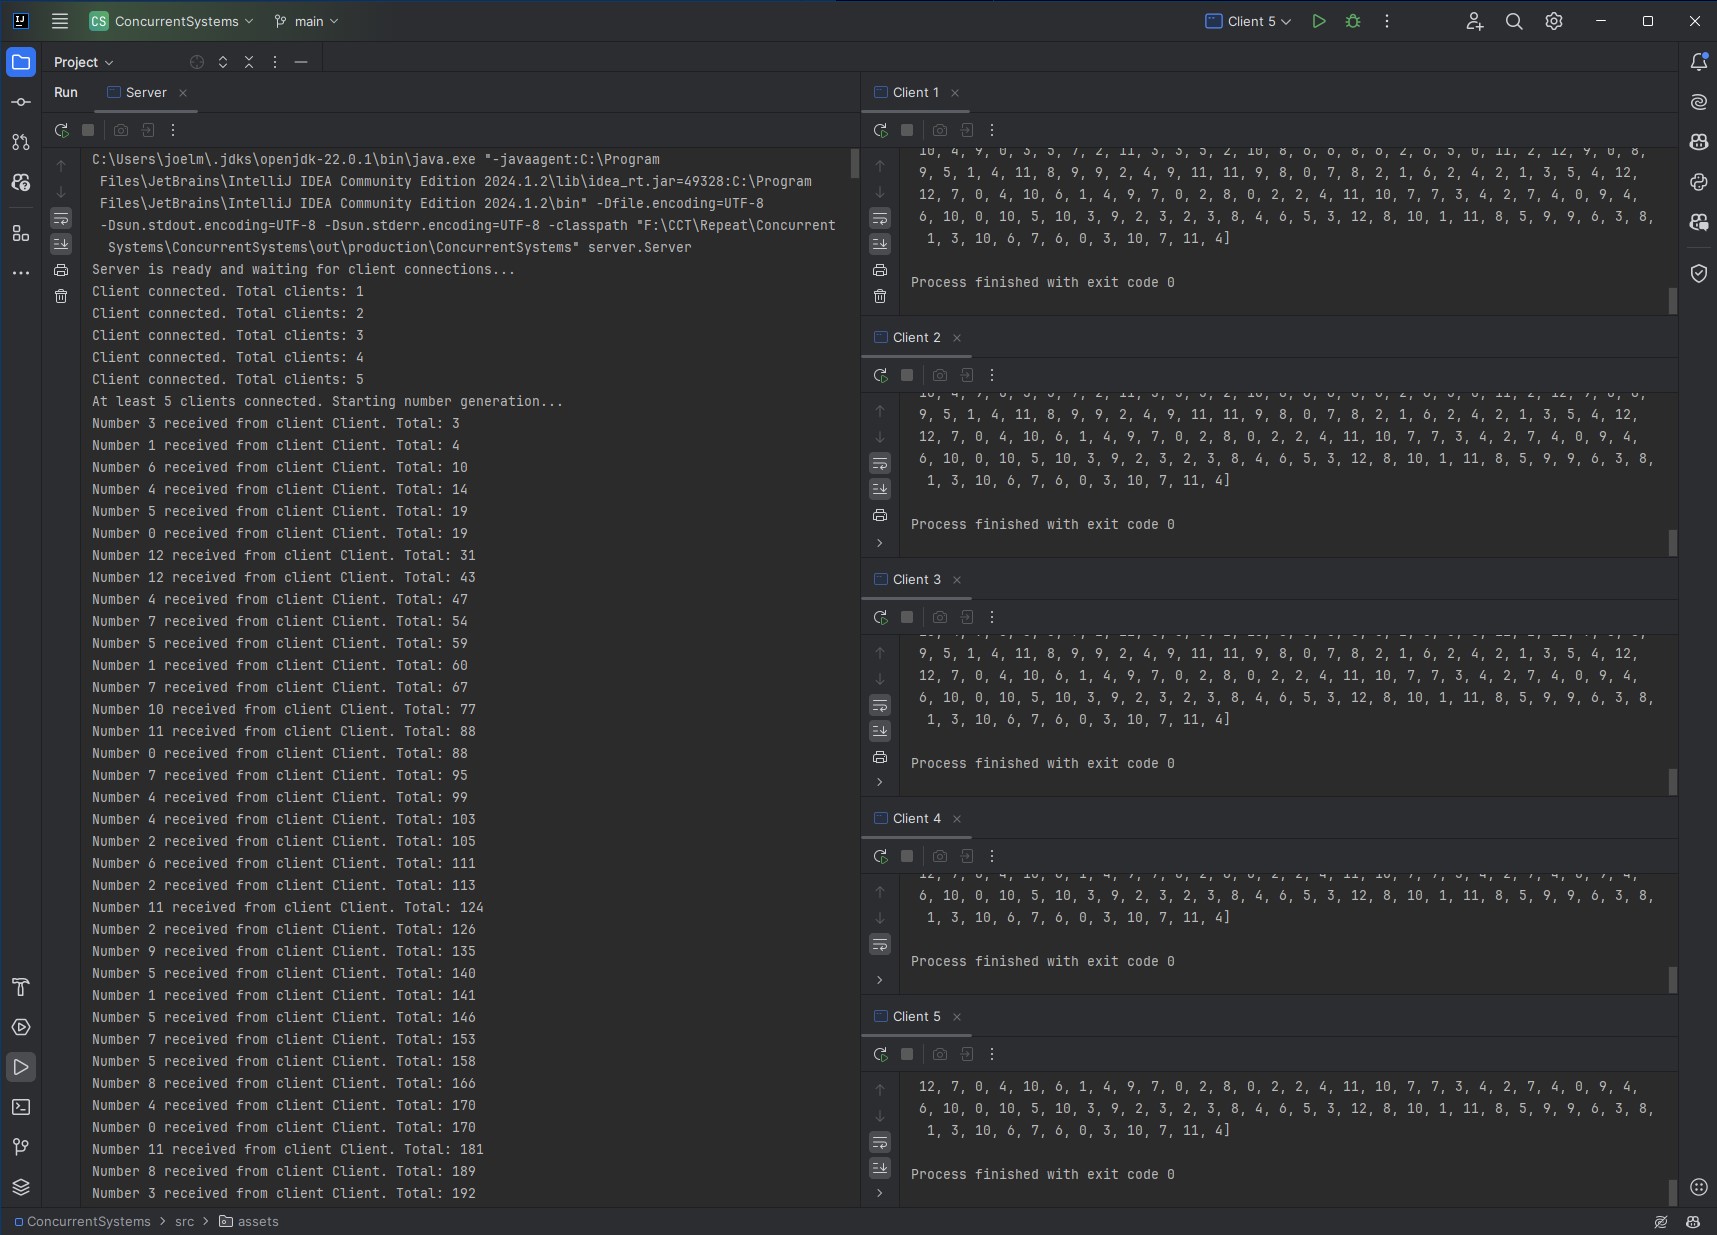 CS ConcurrentSystems main Client 5
Project
Run Server
C:\Users\joelm\.jdks\openjdk-22.0.1\bin\java.exe "-javaagent:C:\Program
Files\JetBrains\IntelliJ IDEA Community Edition 2024.1.2\lib\idea_rt.jar=49328:C:\Program
Files\JetBrains\IntelliJ IDEA Community Edition 2024.1.2\bin" -Dfile.encoding=UTF-8
-Dsun.stdout.encoding=UTF-8 -Dsun.stderr.encoding=UTF-8 -classpath "F:\CCT\Repeat\Concurrent
Systems\ConcurrentSystems\out\production\ConcurrentSystems" server.Server
Server is ready and waiting for client connections...
Client connected. Total clients: 1
Client connected. Total clients: 2
Client connected. Total clients: 3
Client connected. Total clients: 4
Client connected. Total clients: 5
At least 5 clients connected. Starting number generation...
Number 3 received from client Client. Total: 3
Number 1 received from client Client. Total: 4
Number 6 received from client Client. Total: 10
Number 4 received from client Client. Total: 14
Number 5 received from client Client. Total: 19
Number 0 received from client Client. Total: 19
Number 12 received from client Client. Total: 31
Number 12 received from client Client. Total: 43
Number 4 received from client Client. Total: 47
Number 7 received from client Client. Total: 54
Number 5 received from client Client. Total: 59
Number 1 received from client Client. Total: 60
Number 7 received from client Client. Total: 67
Number 10 received from client Client. Total: 77
Number 11 received from client Client. Total: 88
Number 0 received from client Client. Total: 88
Number 7 received from client Client. Total: 95
Number 4 received from client Client. Total: 99
Number 4 received from client Client. Total: 103
Number 2 received from client Client. Total: 105
Number 6 received from client Client. Total: 111
Number 2 received from client Client. Total: 113
Number 11 received from client Client. Total: 124
Number 2 received from client Client. Total: 126
Number 9 received from client Client. Total: 135
Number 5 received from client Client. Total: 140
Number 1 received from client Client. Total: 141
Number 5 received from client Client. Total: 146
Number 7 received from client Client. Total: 153
Number 5 received from client Client. Total: 158
Number 8 received from client Client. Total: 166
Number 4 received from client Client. Total: 170
Number 0 received from client Client. Total: 170
Number 11 received from client Client. Total: 181
Number 8 received from client Client. Total: 189
Number 3 received from client Client. Total: 192
Client 1
10, 4, 9, 0, 3, 5, 7, 2, 11, 3, 3, 5, 2, 10, 8, 6, 6, 8, 6, 2, 6, 5, 0, 11, 2, 12, 9, 0, 8,
9, 5, 1, 4, 11, 8, 9, 9, 2, 4, 9, 11, 11, 9, 8, 0, 7, 8, 2, 1, 6, 2, 4, 2, 1, 3, 5, 4, 12,
12, 7, 0, 4, 10, 6, 1, 4, 9, 7, 0, 2, 8, 0, 2, 2, 4, 11, 10, 7, 7, 3, 4, 2, 7, 4, 0, 9, 4,
6, 10, 0, 10, 5, 10, 3, 9, 2, 3, 2, 3, 8, 4, 6, 5, 3, 12, 8, 10, 1, 11, 8, 5, 9, 9, 6, 3, 8,
1, 3, 10, 6, 7, 6, 0, 3, 10, 7, 11, 4]
Process finished with exit code 0
Client 2
9, 5, 1, 4, 11, 8, 9, 9, 2, 4, 9, 11, 11, 9, 8, 0, 7, 8, 2, 1, 6, 2, 4, 2, 1, 3, 5, 4, 12,
12, 7, 0, 4, 10, 6, 1, 4, 9, 7, 0, 2, 8, 0, 2, 2, 4, 11, 10, 7, 7, 3, 4, 2, 7, 4, 0, 9, 4,
6, 10, 0, 10, 5, 10, 3, 9, 2, 3, 2, 3, 8, 4, 6, 5, 3, 12, 8, 10, 1, 11, 8, 5, 9, 9, 6, 3, 8,
1, 3, 10, 6, 7, 6, 0, 3, 10, 7, 11, 4]
Process finished with exit code 0
Client 3
9, 5, 1, 4, 11, 8, 9, 9, 2, 4, 9, 11, 11, 9, 8, 0, 7, 8, 2, 1, 6, 2, 4, 2, 1, 3, 5, 4, 12,
12, 7, 0, 4, 10, 6, 1, 4, 9, 7, 0, 2, 8, 0, 2, 2, 4, 11, 10, 7, 7, 3, 4, 2, 7, 4, 0, 9, 4,
6, 10, 0, 10, 5, 10, 3, 9, 2, 3, 2, 3, 8, 4, 6, 5, 3, 12, 8, 10, 1, 11, 8, 5, 9, 9, 6, 3, 8,
1, 3, 10, 6, 7, 6, 0, 3, 10, 7, 11, 4]
Process finished with exit code 0
Client 4
6, 10, 0, 10, 5, 10, 3, 9, 2, 3, 2, 3, 8, 4, 6, 5, 3, 12, 8, 10, 1, 11, 8, 5, 9, 9, 6, 3, 8,
1, 3, 10, 6, 7, 6, 0, 3, 10, 7, 11, 4]
Process finished with exit code 0
Client 5
12, 7, 0, 4, 10, 6, 1, 4, 9, 7, 0, 2, 8, 0, 2, 2, 4, 11, 10, 7, 7, 3, 4, 2, 7, 4, 0, 9, 4,
6, 10, 0, 10, 5, 10, 3, 9, 2, 3, 2, 3, 8, 4, 6, 5, 3, 12, 8, 10, 1, 11, 8, 5, 9, 9, 6, 3, 8,
1, 3, 10, 6, 7, 6, 0, 3, 10, 7, 11, 4]
Process finished with exit code 0
ConcurrentSystems > src > assets